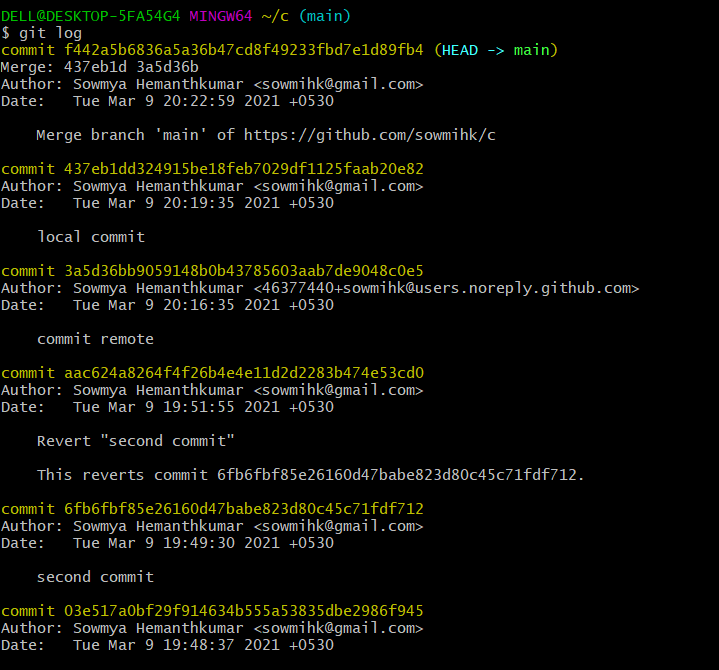 DELL@DESKTOP-5FA54G4 MINGW64 ~/c (main)
$ git log
commit f442a5b6836a5a36b47cd8f49233fbd7e1d89fb4 (HEAD -> main)
Merge: 437eb1d 3a5d36b
Author: Sowmya Hemanthkumar <sowmihk@gmail.com>
Date:   Tue Mar 9 20:22:59 2021 +0530

    Merge branch 'main' of https://github.com/sowmihk/c

commit 437eb1dd324915be18feb7029df1125faab20e82
Author: Sowmya Hemanthkumar <sowmihk@gmail.com>
Date:   Tue Mar 9 20:19:35 2021 +0530

    local commit

commit 3a5d36bb9059148b0b43785603aab7de9048c0e5
Author: Sowmya Hemanthkumar <46377440+sowmihk@users.noreply.github.com>
Date:   Tue Mar 9 20:16:35 2021 +0530

    commit remote

commit aac624a8264f4f26b4e4e11d2d2283b474e53cd0
Author: Sowmya Hemanthkumar <sowmihk@gmail.com>
Date:   Tue Mar 9 19:51:55 2021 +0530

    Revert "second commit"

    This reverts commit 6fb6fbf85e26160d47babe823d80c45c71fdf712.

commit 6fb6fbf85e26160d47babe823d80c45c71fdf712
Author: Sowmya Hemanthkumar <sowmihk@gmail.com>
Date:   Tue Mar 9 19:49:30 2021 +0530

    second commit

commit 03e517a0bf29f914634b555a53835dbe2986f945
Author: Sowmya Hemanthkumar <sowmihk@gmail.com>
Date:   Tue Mar 9 19:48:37 2021 +0530